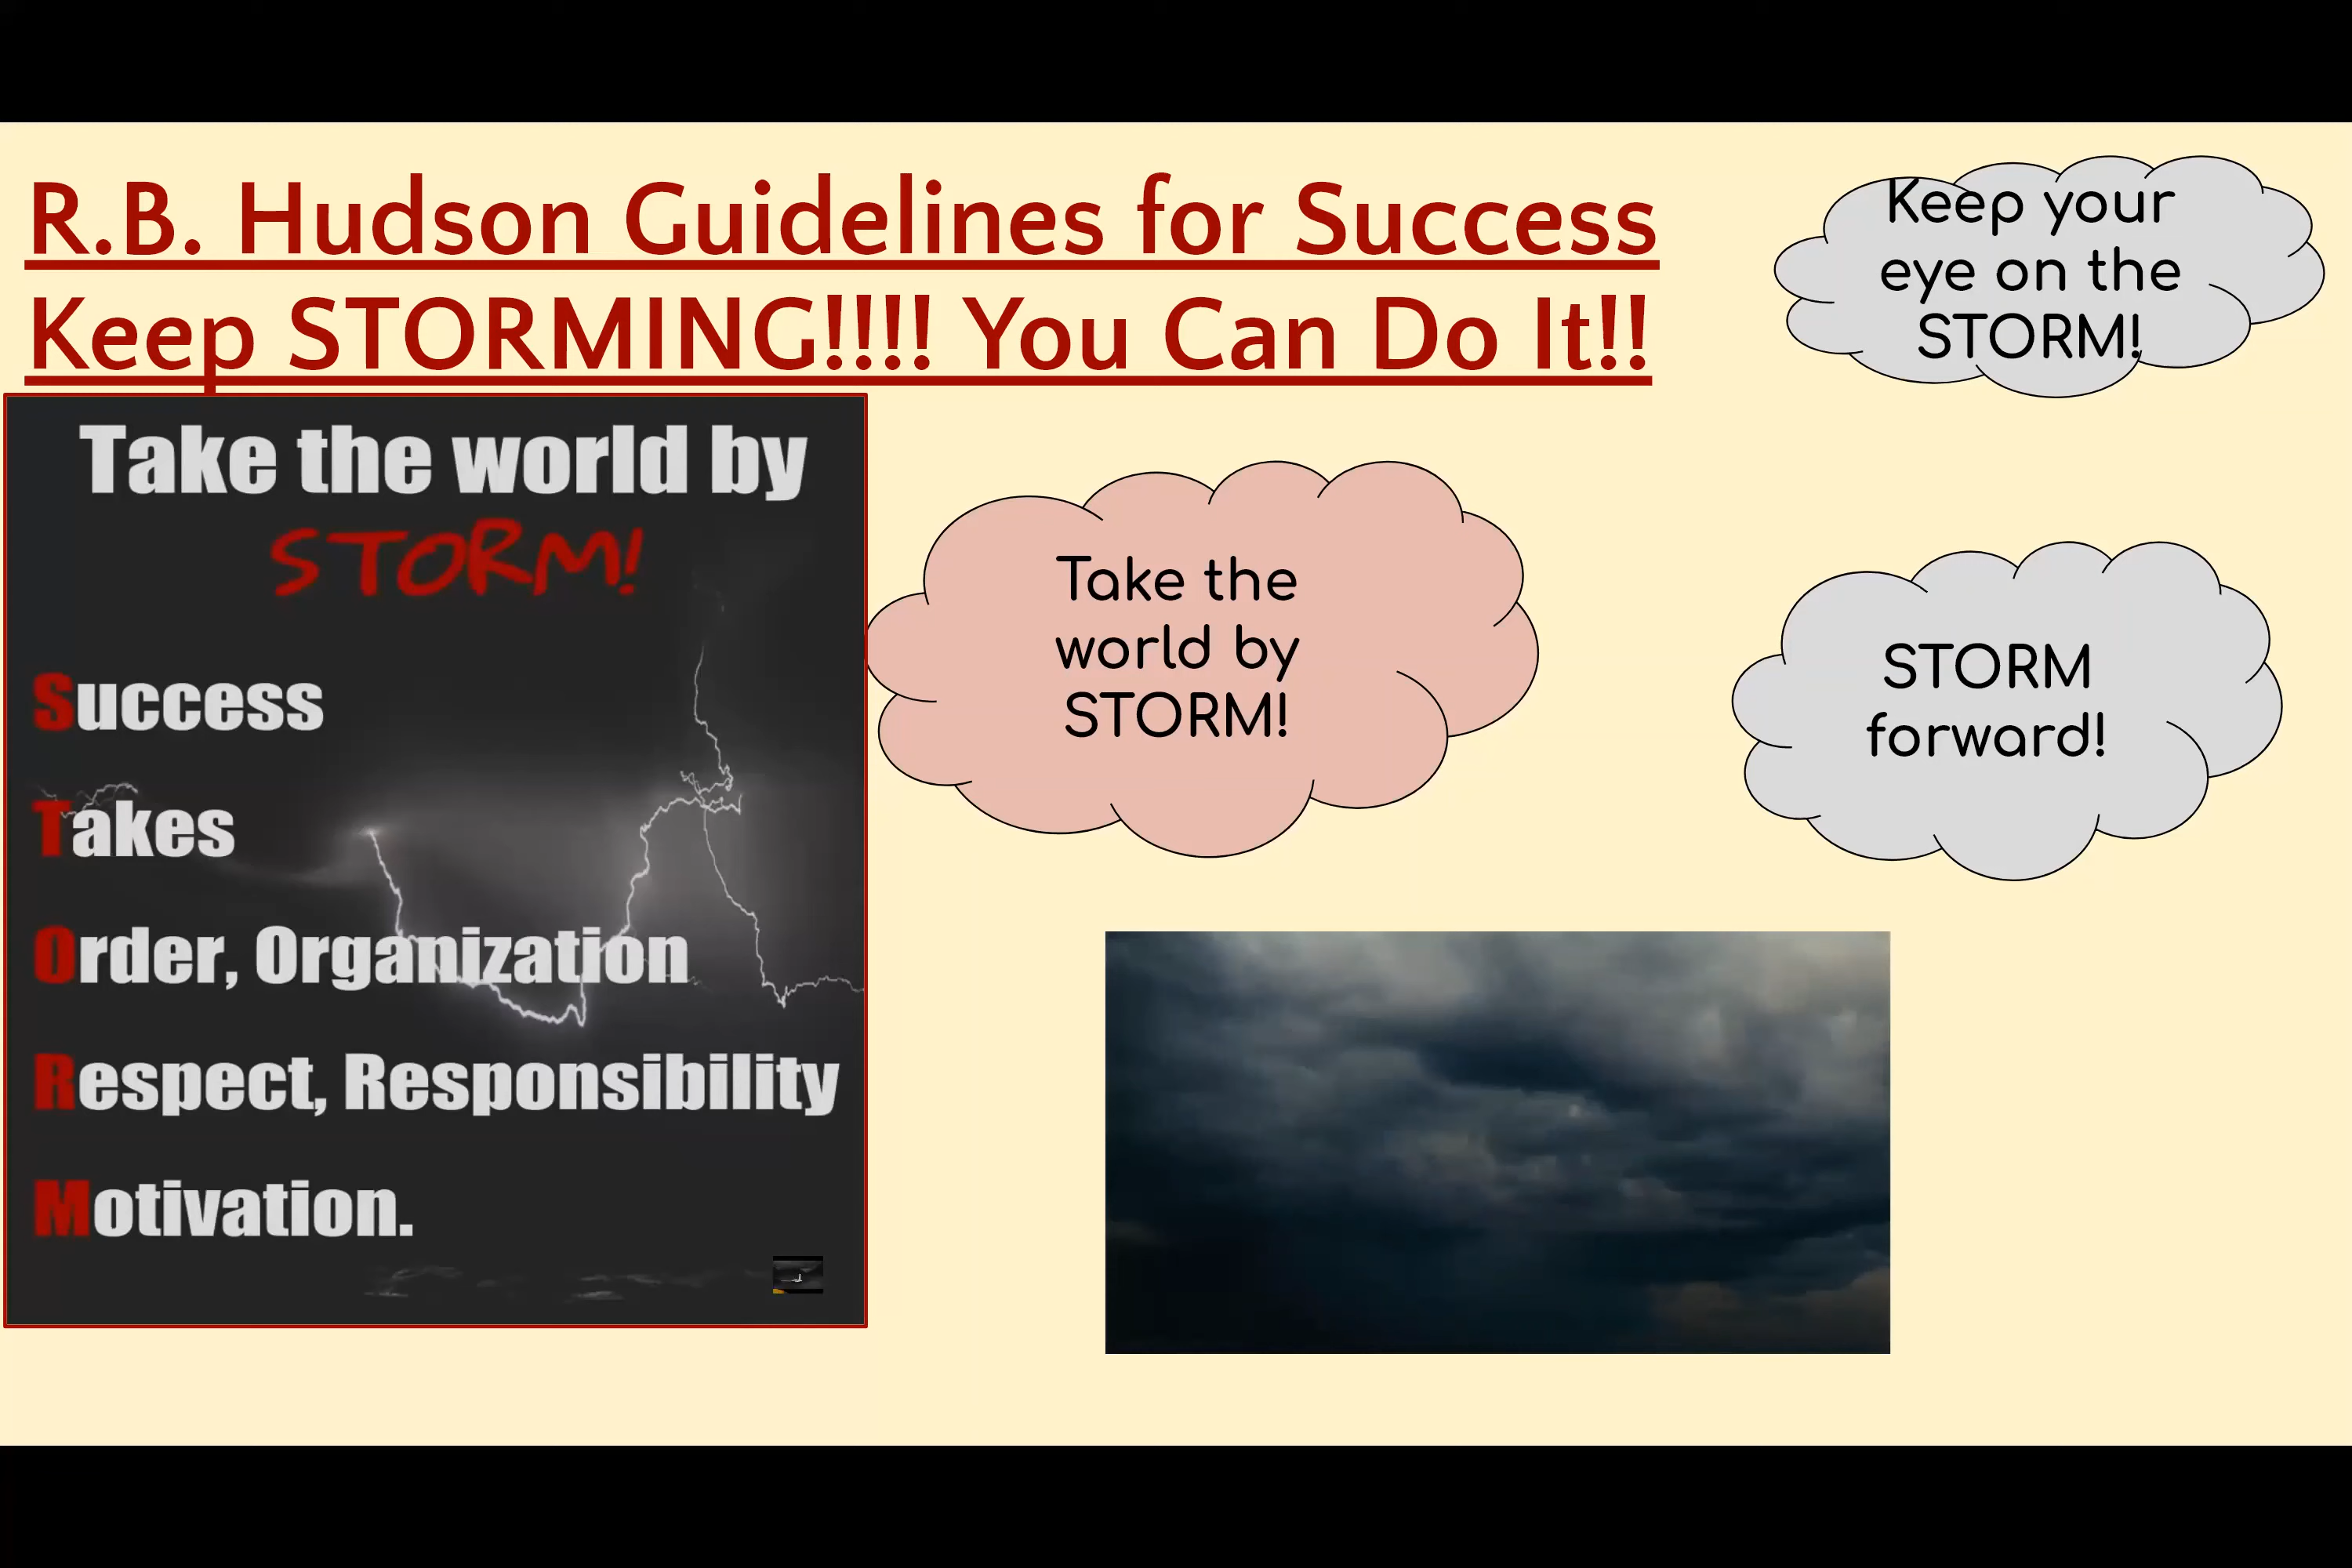 R.B. Hudson Guidelines for Success
Keep STORMING!!!! You Can Do It!!
Keep your
eye on the
STORM!
Take the world by
STORM!
Success
Takes
Order, Organization
Respect, Responsibility
Motivation.
Take the
world by
STORM!
STORM
forward!